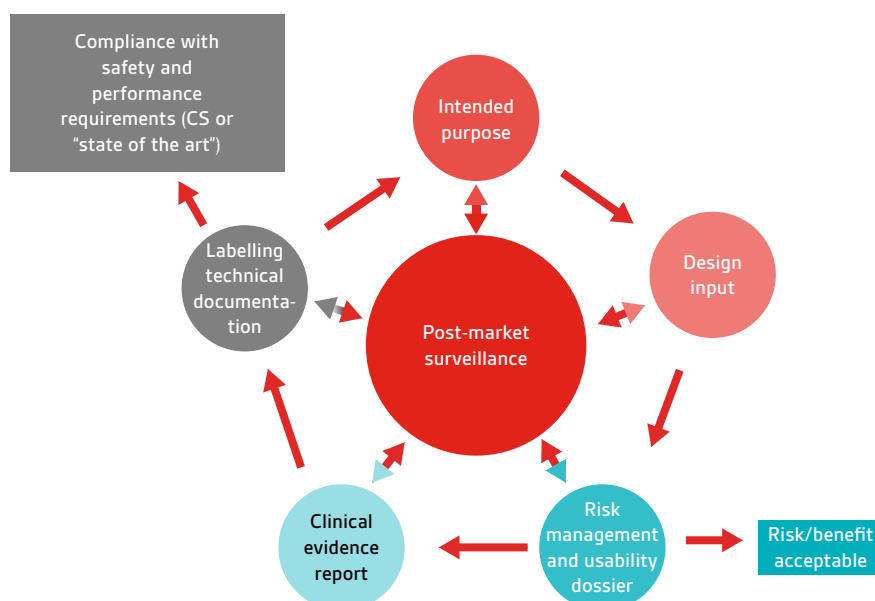 Compliance with
safety and
performance
requirements (CS or
“state of the art”)
Intended
purpose
Labelling
technical
documenta-
tion
Design
input
Post-market
surveillance
Clinical
evidence
report
Risk
management
and usability
dossier
Risk/benefit
acceptable